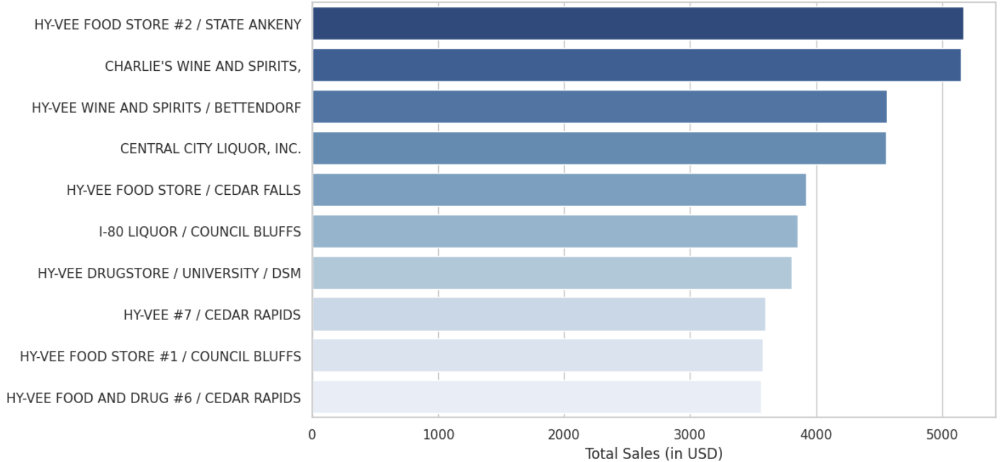 HY-VEE FOOD STORE #2 / STATE ANKENY
CHARLIE'S WINE AND SPIRITS,
HY-VEE WINE AND SPIRITS / BETTENDORF
CENTRAL CITY LIQUOR, INC.
HY-VEE FOOD STORE / CEDAR FALLS
I-80 LIQUOR / COUNCIL BLUFFS
HY-VEE DRUGSTORE / UNIVERSITY / DSM
HY-VEE #7 / CEDAR RAPIDS
HY-VEE FOOD STORE #1 / COUNCIL BLUFFS
HY-VEE FOOD AND DRUG #6 / CEDAR RAPIDS
0 1000 2000 3000 4000 5000
Total Sales (in USD)